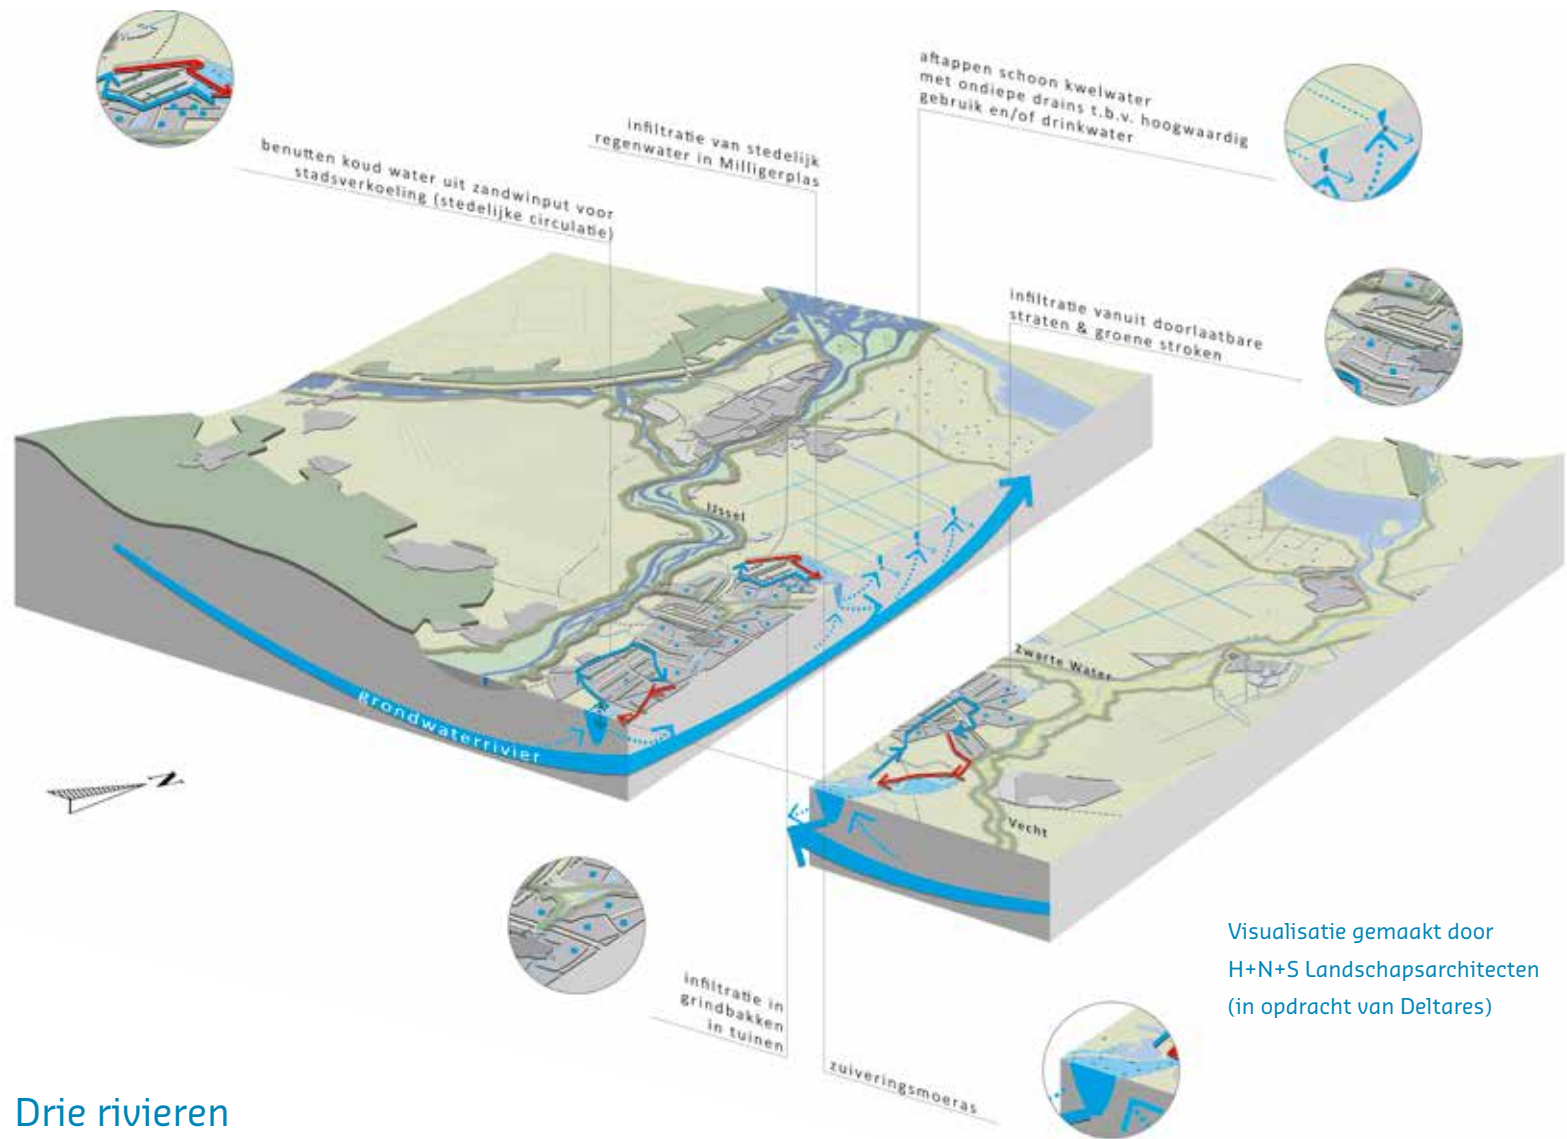 benutten koud water uit zandwinput voor
stadsverkoeling (stedelijke circulatie)
infiltratie van stedelijk
regenwater in Milligerplas
aftappen schoon kwelwater
met ondiepe drains t.b.v. hoogwaardig
gebruik en/of drinkwater
infiltratie vanuit doorlaatbare
straten & groene stroken
IJssel
Zwarte Water
grondwaterrivier
N
Vecht
infiltratie in
grindbakken
in tuinen
zuiveringsmoeras
Visualisatie gemaakt door
H+N+S Landschapsarchitecten
(in opdracht van Deltares)
Drie rivieren